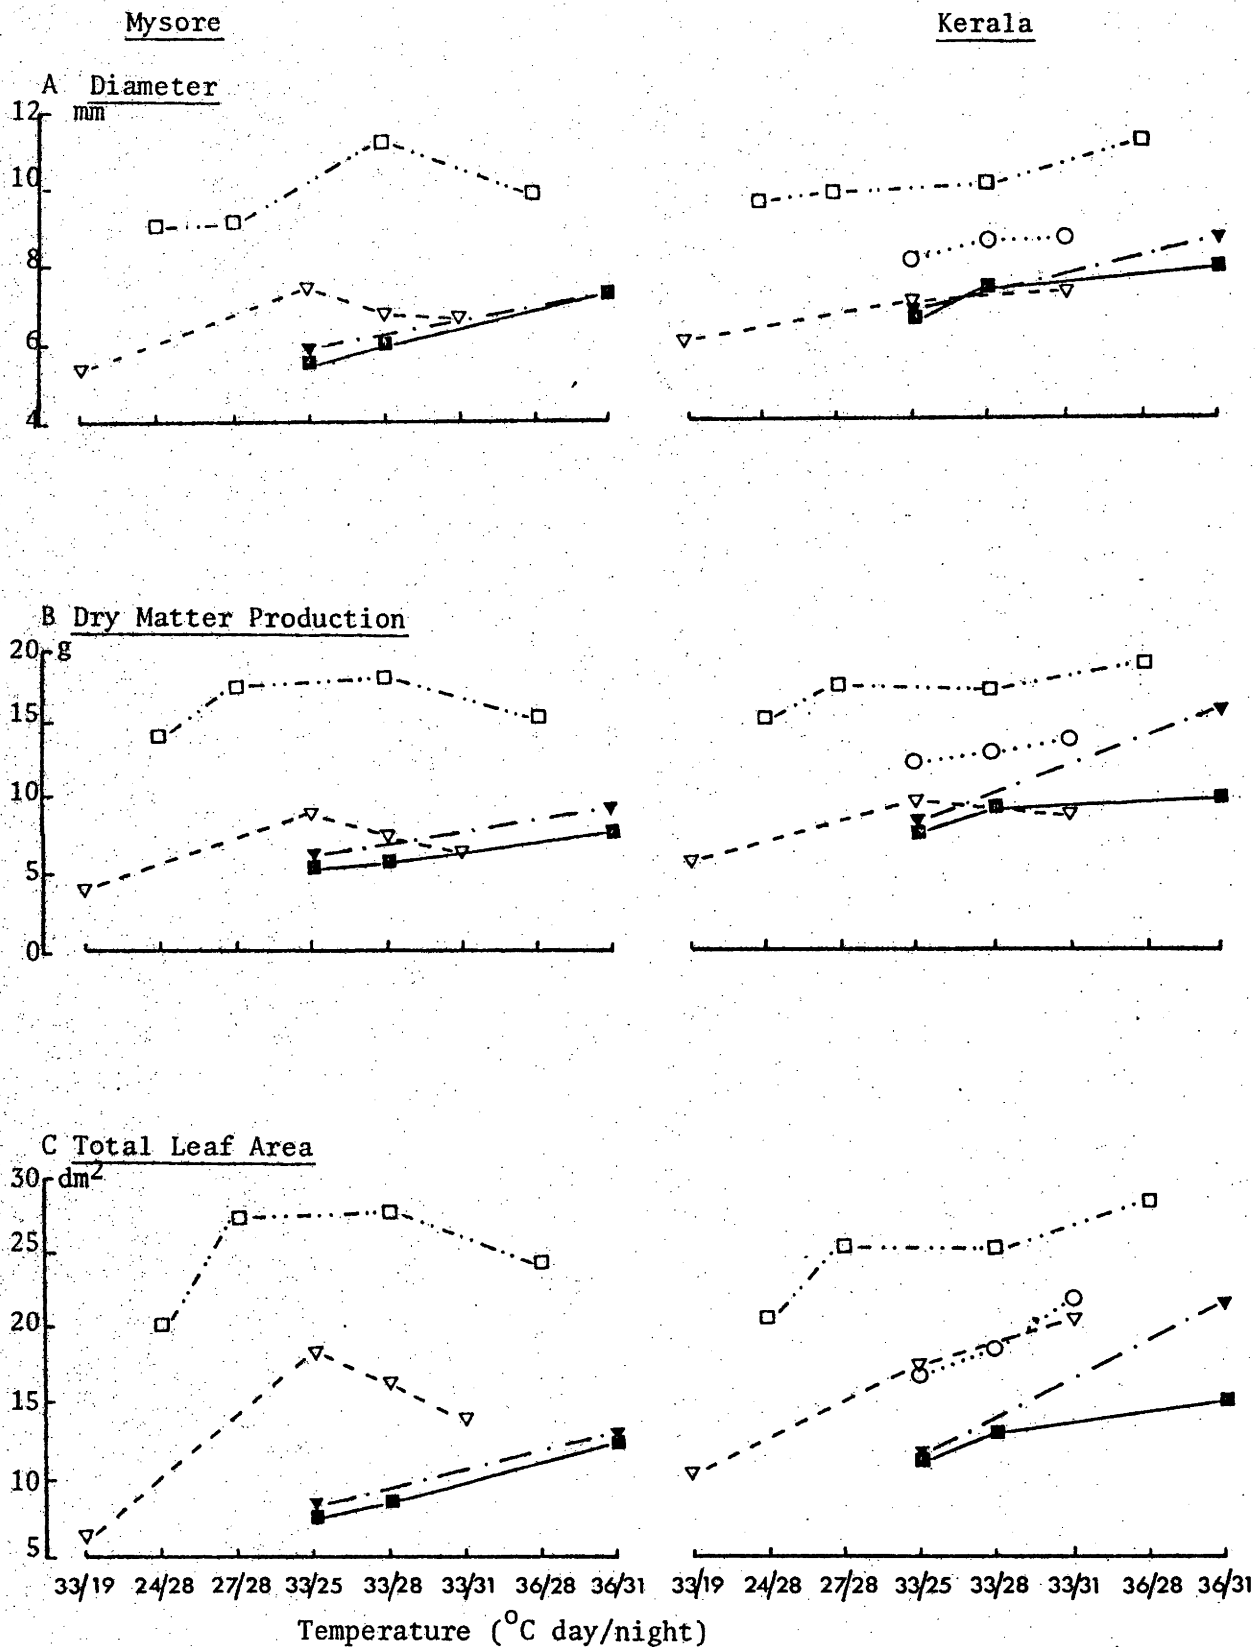 Mysore
Kerala
A Diameter
mm
12
10
8
6
4
B Dry Matter Production
g
20
15
10
5
0
C Total Leaf Area
dm²
30
25
20
15
10
5
33/19 24/28 27/28 33/25 33/28 33/31 36/28 36/31
33/19 24/28 27/28 33/25 33/28 33/31 36/28 36/31
Temperature (°C day/night)